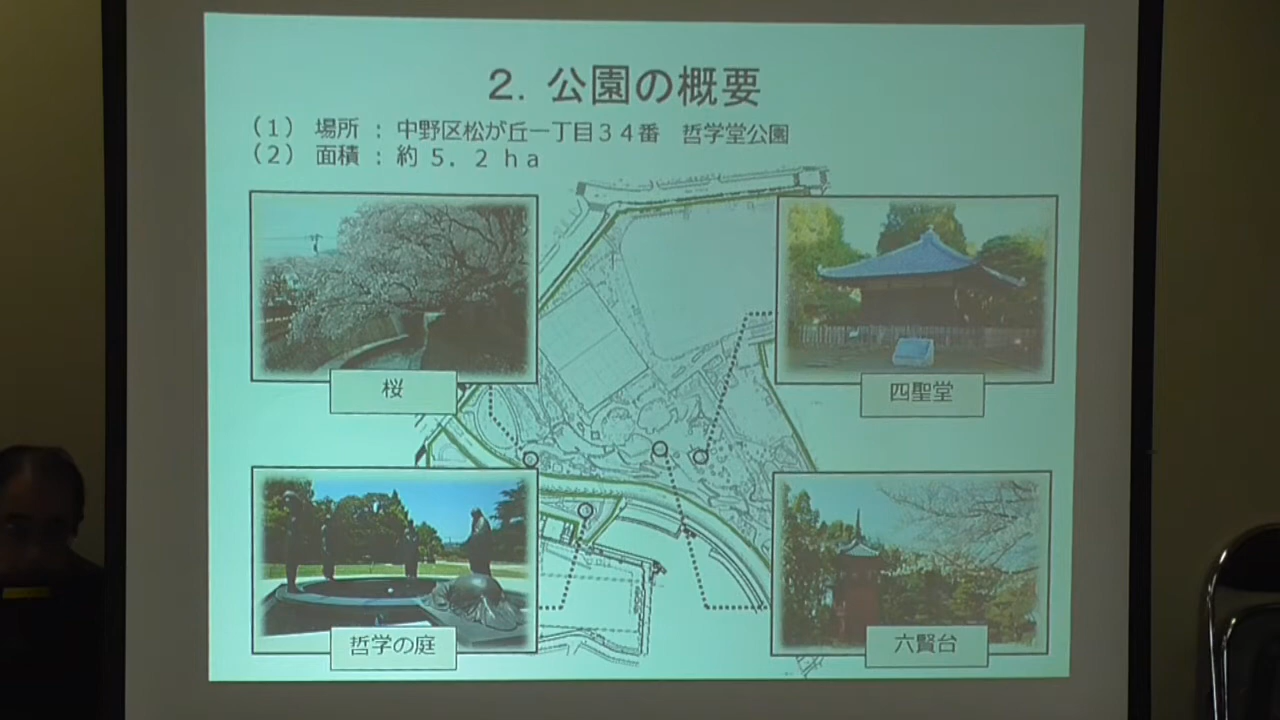 ２．公園の概要
（１） 場所 ： 中野区松が丘一丁目３４番　哲学堂公園
（２） 面積 ： 約 ５．２ｈａ
桜
四聖堂
哲学の庭
六賢台